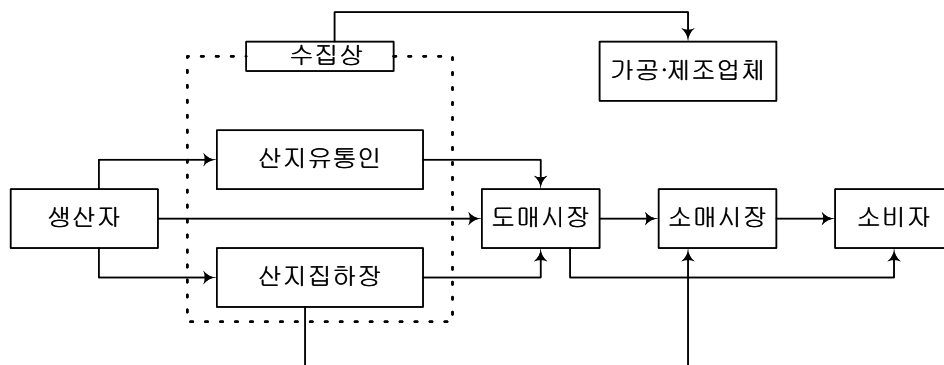 수집상
가공·제조업체
산지유통인
생산자
도매시장
소매시장
소비자
산지집하장